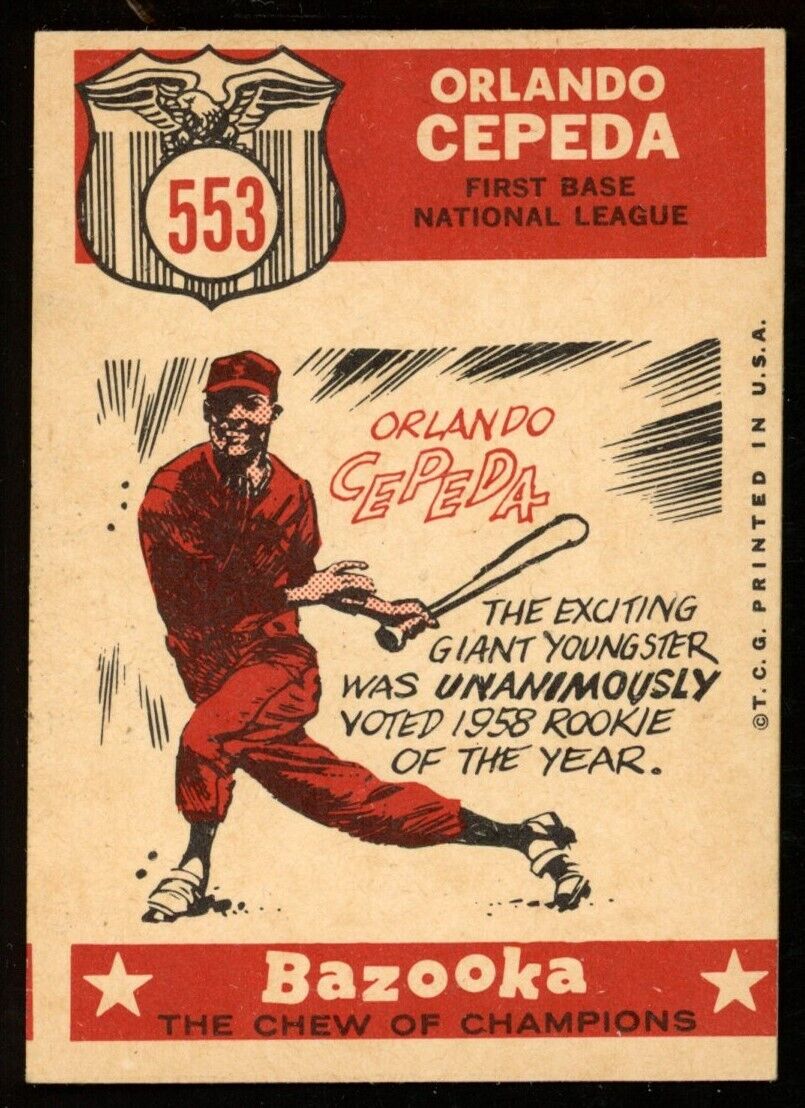 553
ORLANDO
CEPEDA
FIRST BASE
NATIONAL LEAGUE
ORLANDO
CEPEDA
THE EXCITING
GIANT YOUNGSTER
WAS UNANIMOUSLY
VOTED 1958 ROOKIE
OF THE YEAR.
©T.C.G. PRINTED IN U.S.A.
Bazooka
THE CHEW OF CHAMPIONS